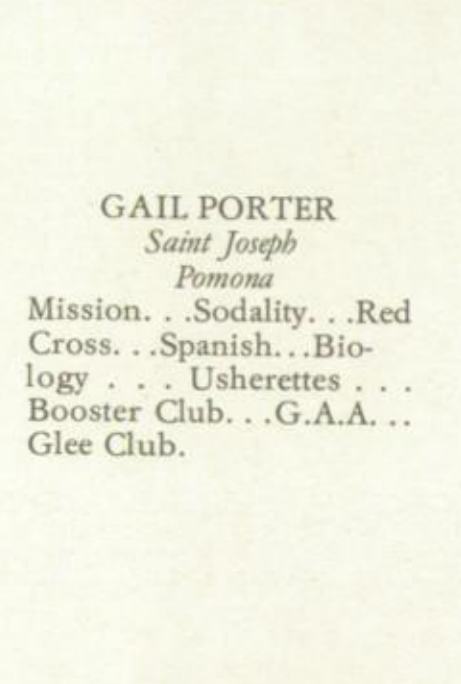 GAIL PORTER
Saint Joseph
Pomona
Mission. . .Sodality. . .Red
Cross. . .Spanish. . .Bio-
logy . . . Usherettes . . .
Booster Club. . .G.A.A. . .
Glee Club.